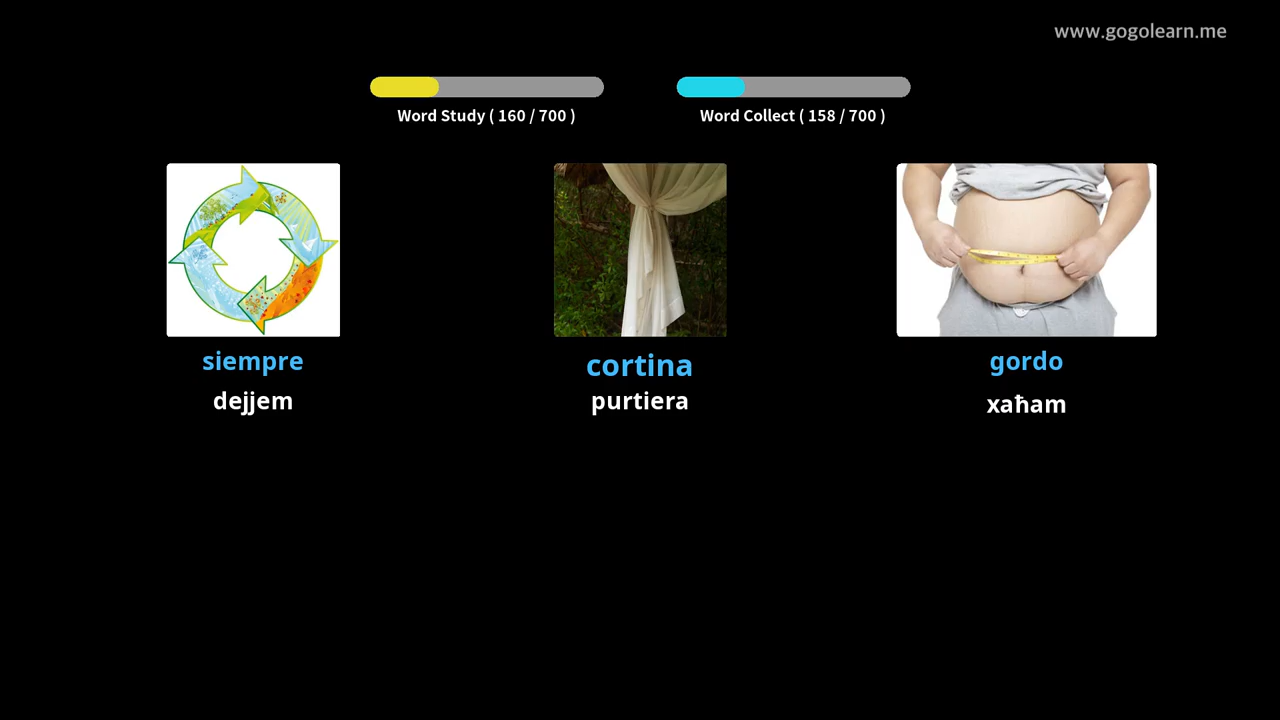 www.gogolearn.me
Word Study ( 160 / 700 )
Word Collect ( 158 / 700 )
siempre
dejjem
cortina
purtiera
gordo
xaħam